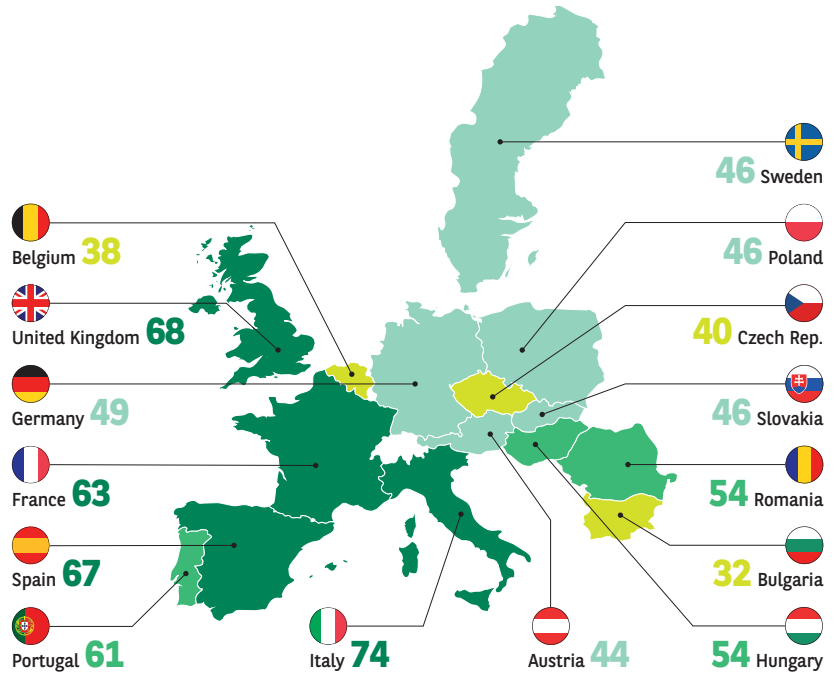 46 Sweden
Belgium 38
46 Poland
United Kingdom 68
40 Czech Rep.
Germany 49
46 Slovakia
France 63
54 Romania
Spain 67
32 Bulgaria
Portugal 61
Italy 74
Austria 44
54 Hungary